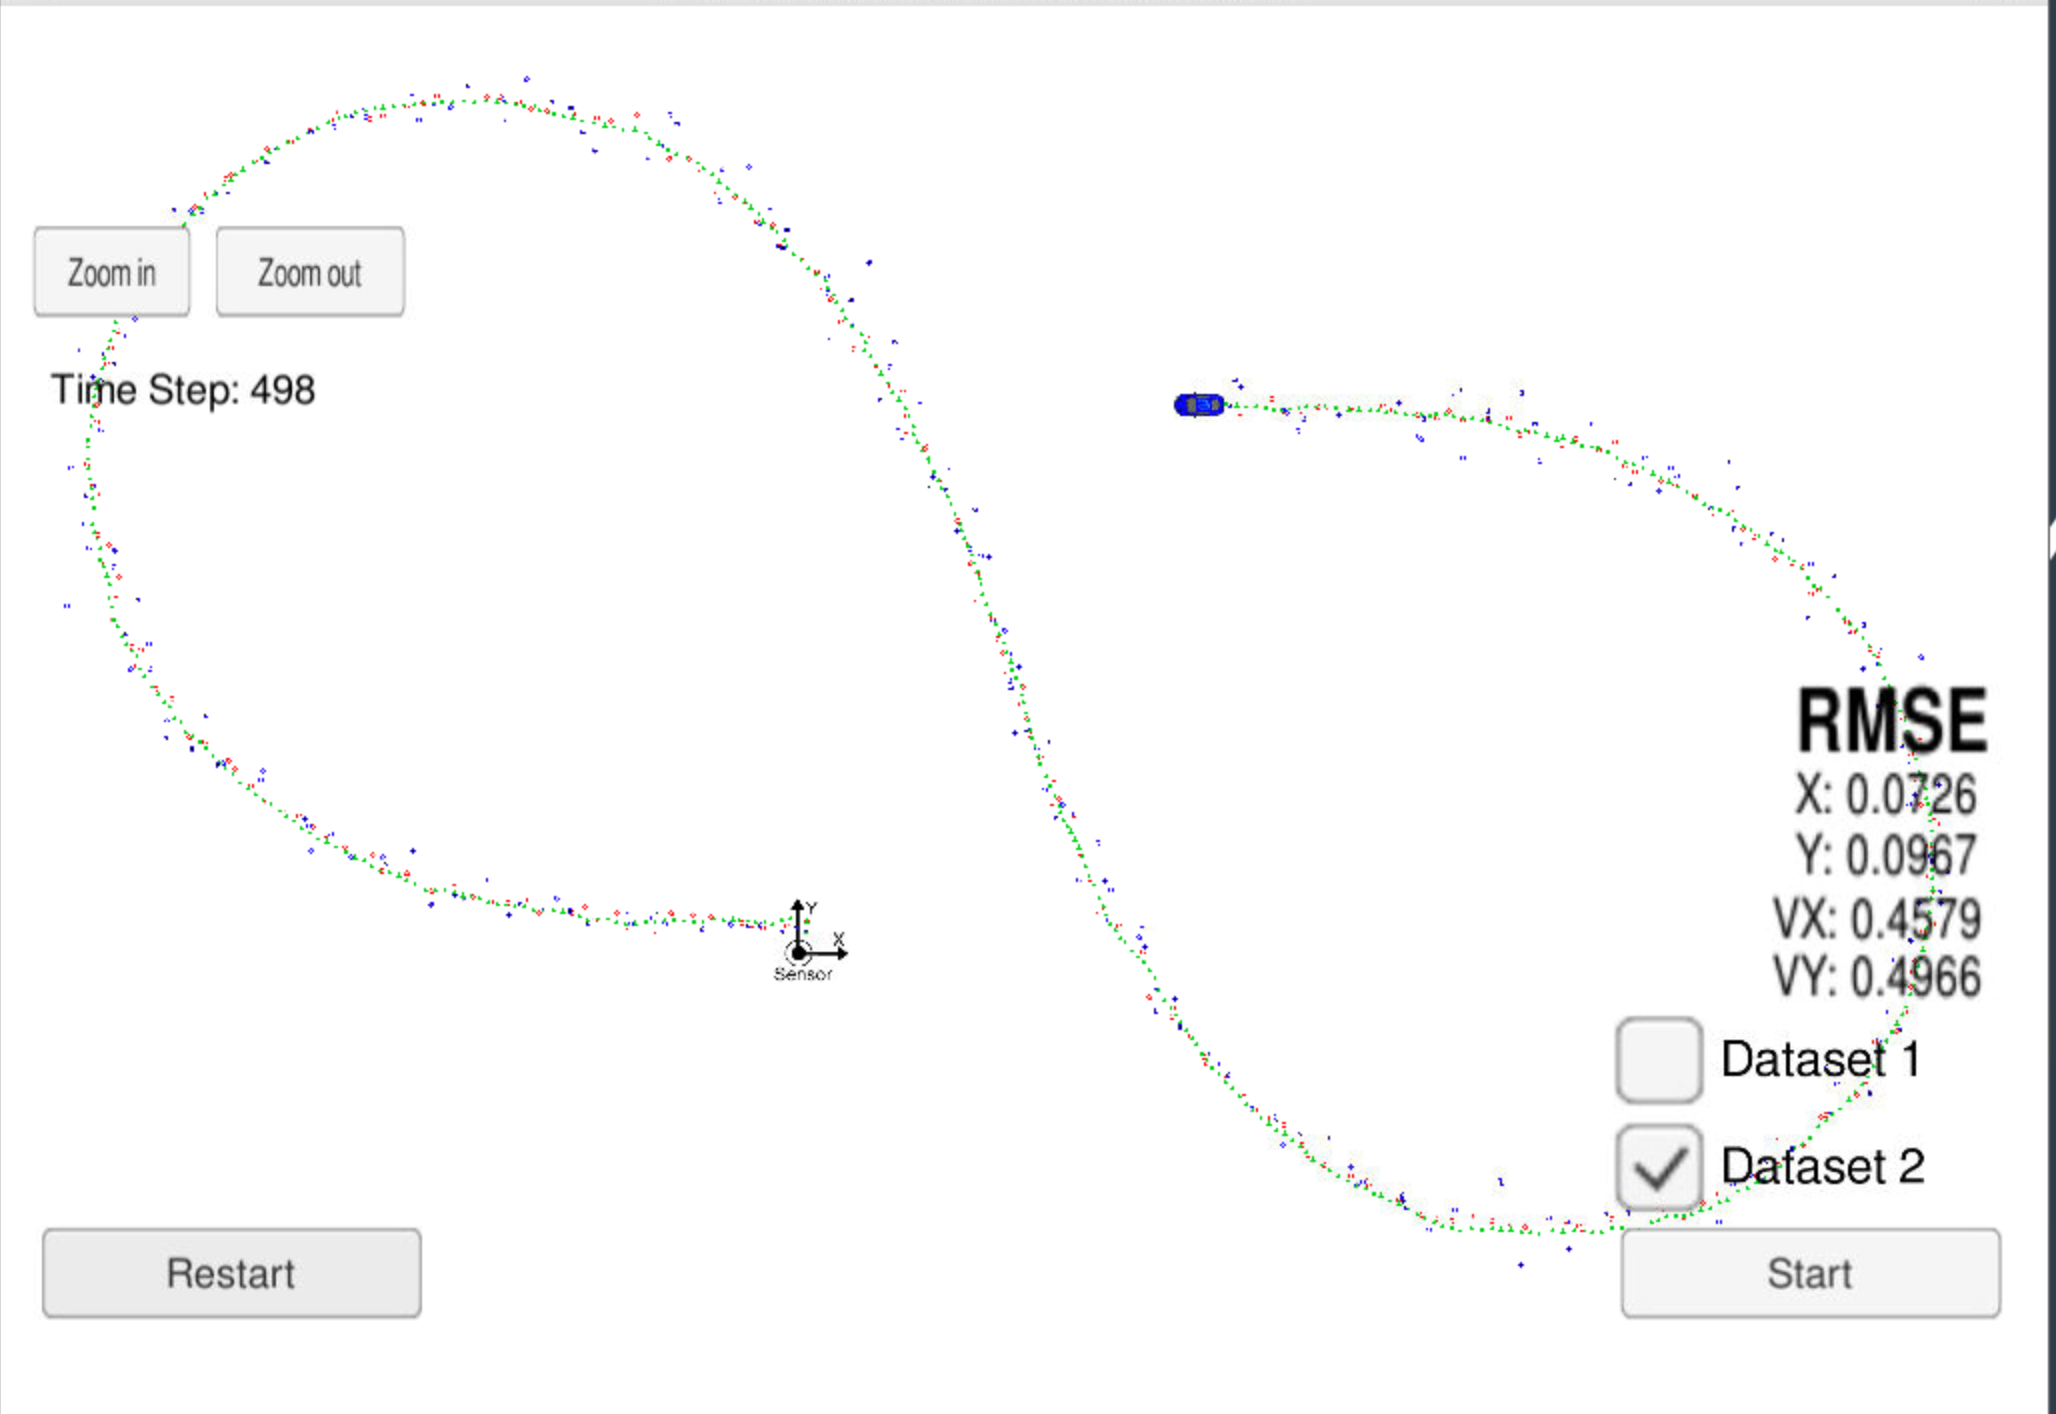 Zoom in
Zoom out
Time Step: 498
Y
X
Sensor
RMSE
X: 0.0726
Y: 0.0967
VX: 0.4579
VY: 0.4966
Dataset 1
Dataset 2
Restart
Start